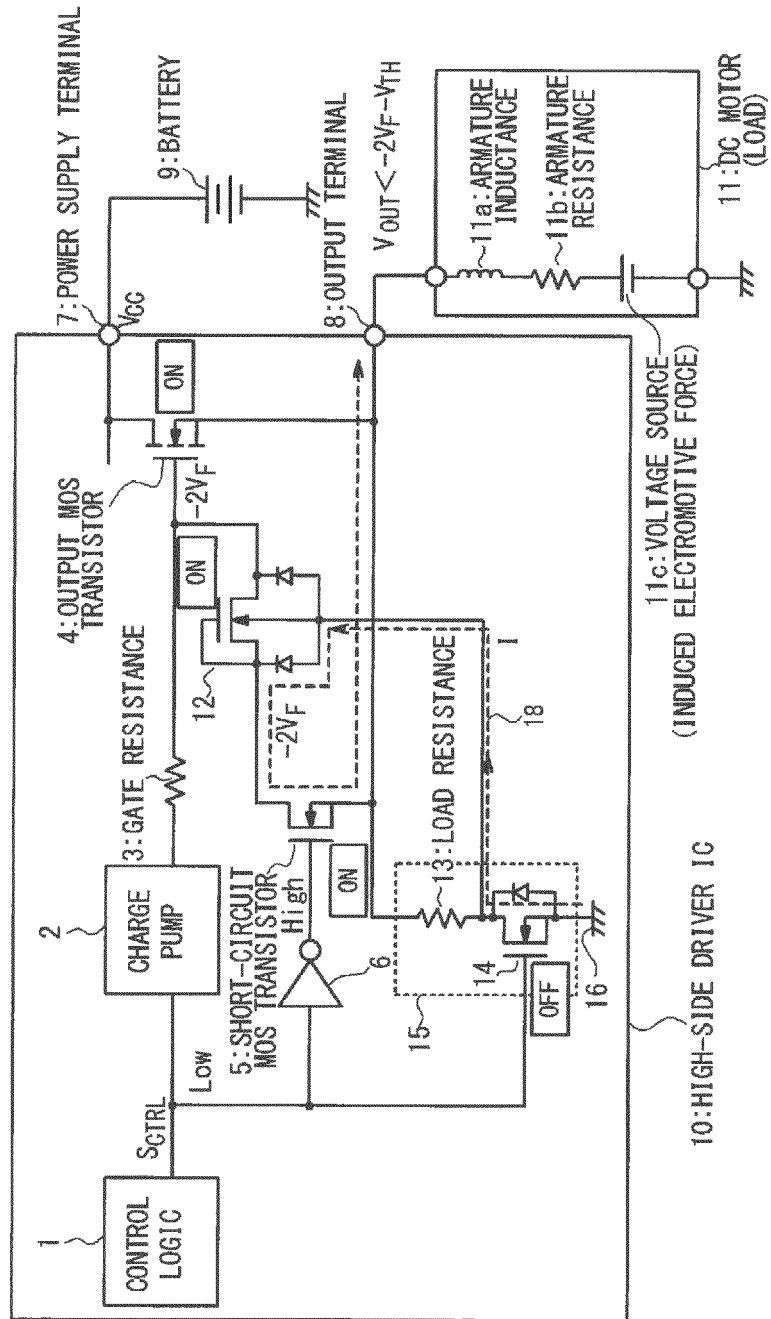 7:POWER SUPPLY TERMINAL
VCC
9:BATTERY
8:OUTPUT TERMINAL
VOUT<-2VF-VTH
11a:ARMATURE
INDUCTANCE
11b:ARMATURE
RESISTANCE
11:DC MOTOR
(LOAD)
11c:VOLTAGE SOURCE
(INDUCED ELECTROMOTIVE FORCE)
4:OUTPUT MOS
TRANSISTOR
ON
-2VF
3:GATE RESISTANCE
ON
12
-2VF
2
CHARGE
PUMP
5:SHORT-CIRCUIT
MOS TRANSISTOR
High
ON
6
13:LOAD RESISTANCE
I
18
14
OFF
15
16
1
CONTROL
LOGIC
SCTRL
Low
10:HIGH-SIDE DRIVER IC